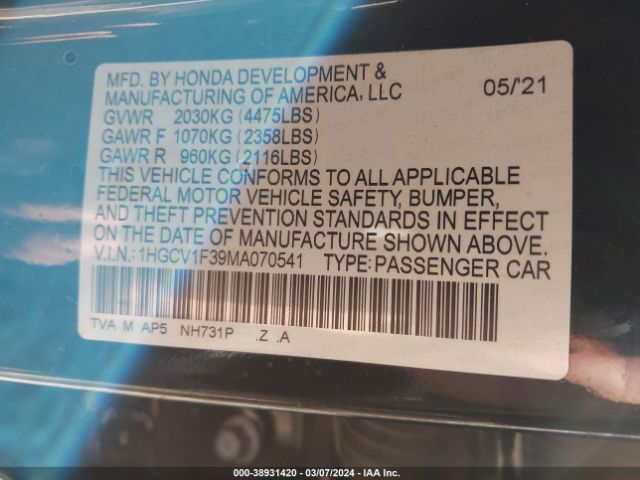 MFD. BY HONDA DEVELOPMENT &
MANUFACTURING OF AMERICA, LLC 05/'21
GVWR 2030KG (4475LBS)
GAWR F 1070KG (2358LBS)
GAWR R 960KG (2116LBS)
THIS VEHICLE CONFORMS TO ALL APPLICABLE
FEDERAL MOTOR VEHICLE SAFETY, BUMPER,
AND THEFT PREVENTION STANDARDS IN EFFECT
ON THE DATE OF MANUFACTURE SHOWN ABOVE.
V.I.N.: 1HGCV1F39MA070541 TYPE: PASSENGER CAR
TVA M AP5 NH731P .Z .A
000-38931420 — 03/07/2024 — IAA Inc.